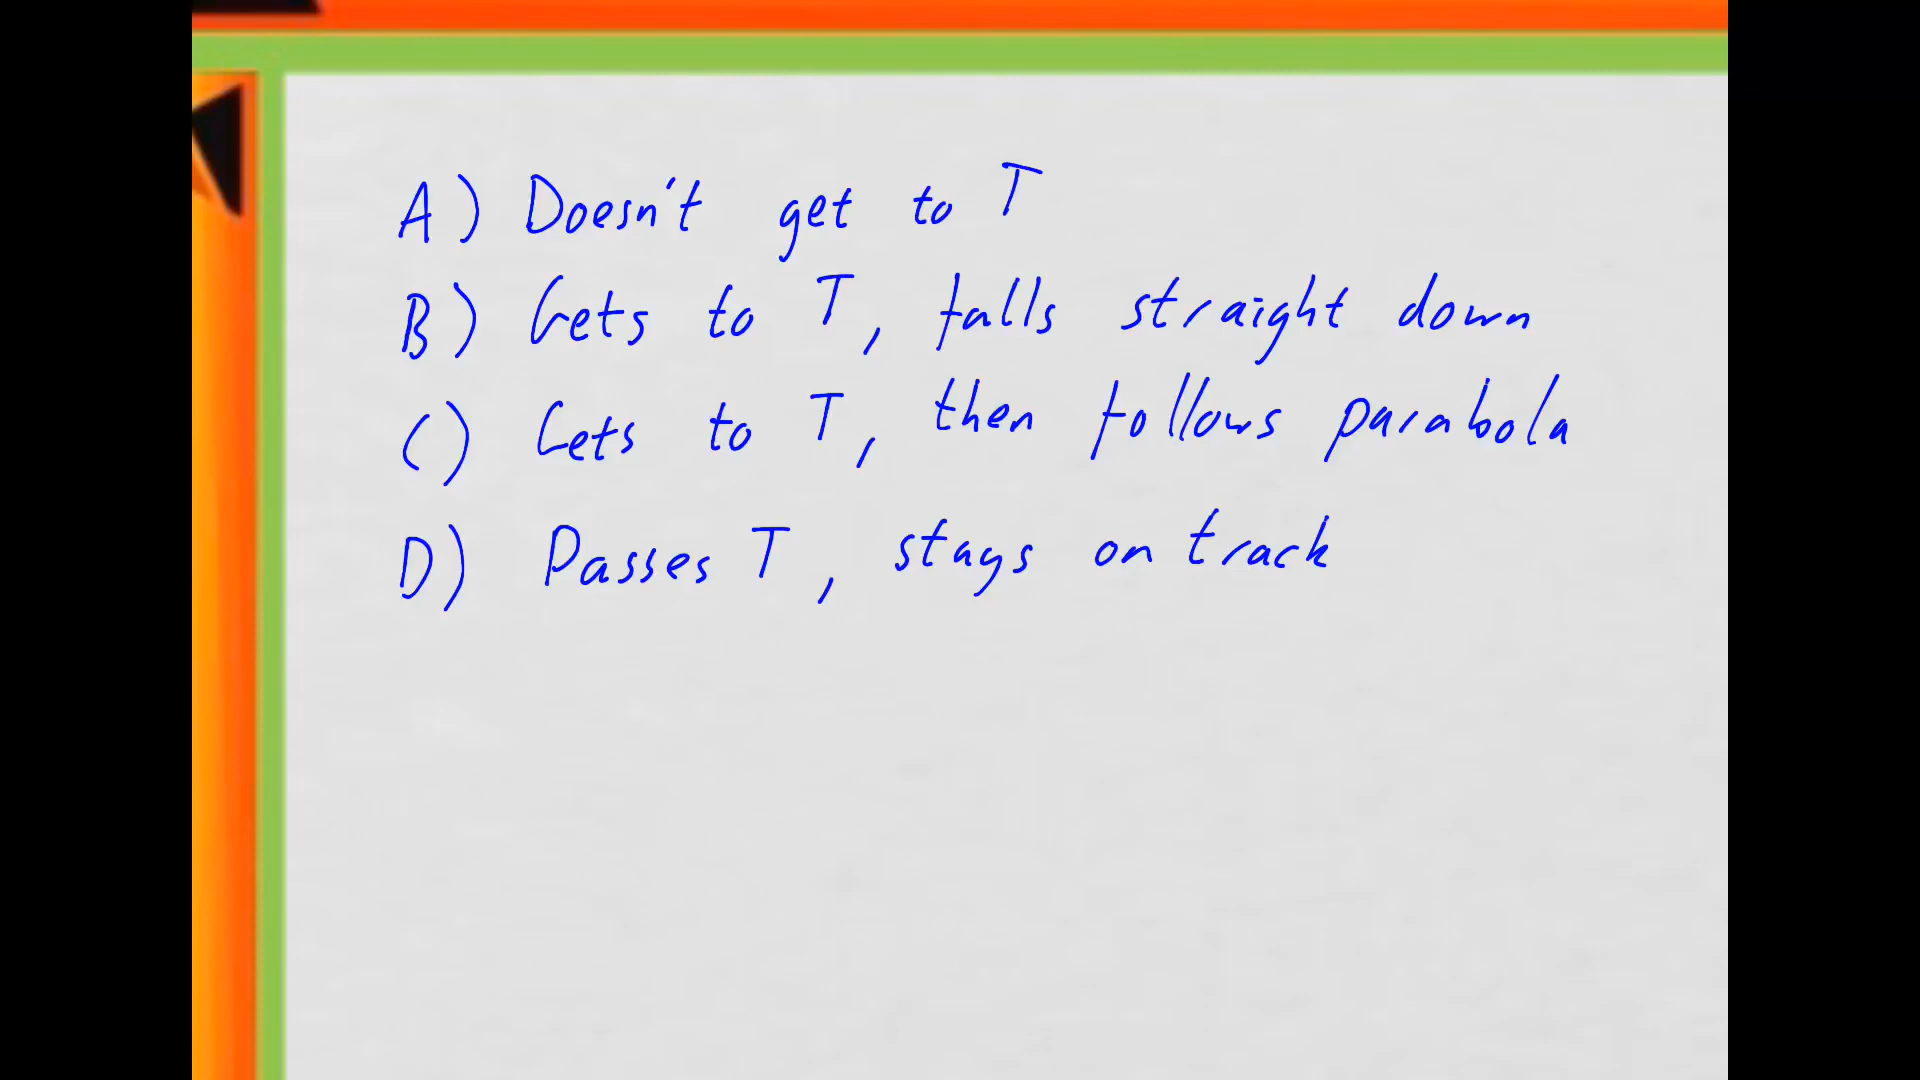 A) Doesn't get to T
B) Gets to T, falls straight down
C) Gets to T, then follows parabola
D) Passes T, stays on track